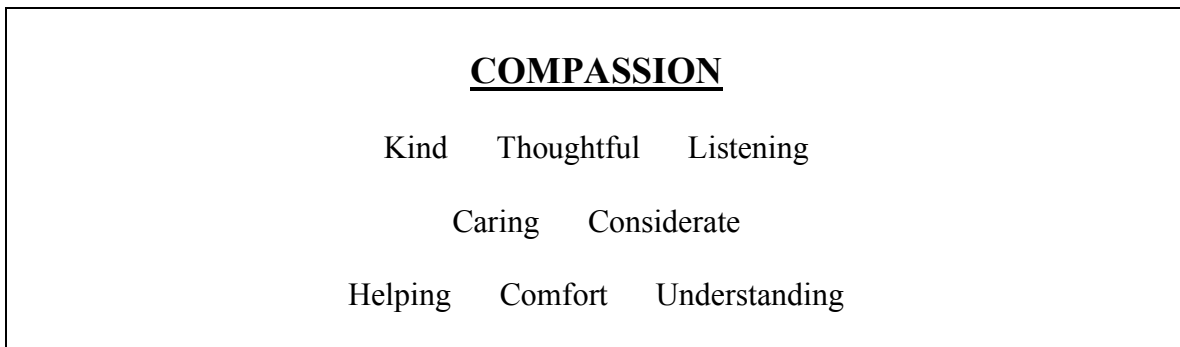 COMPASSION
Kind Thoughtful Listening
Caring Considerate
Helping Comfort Understanding